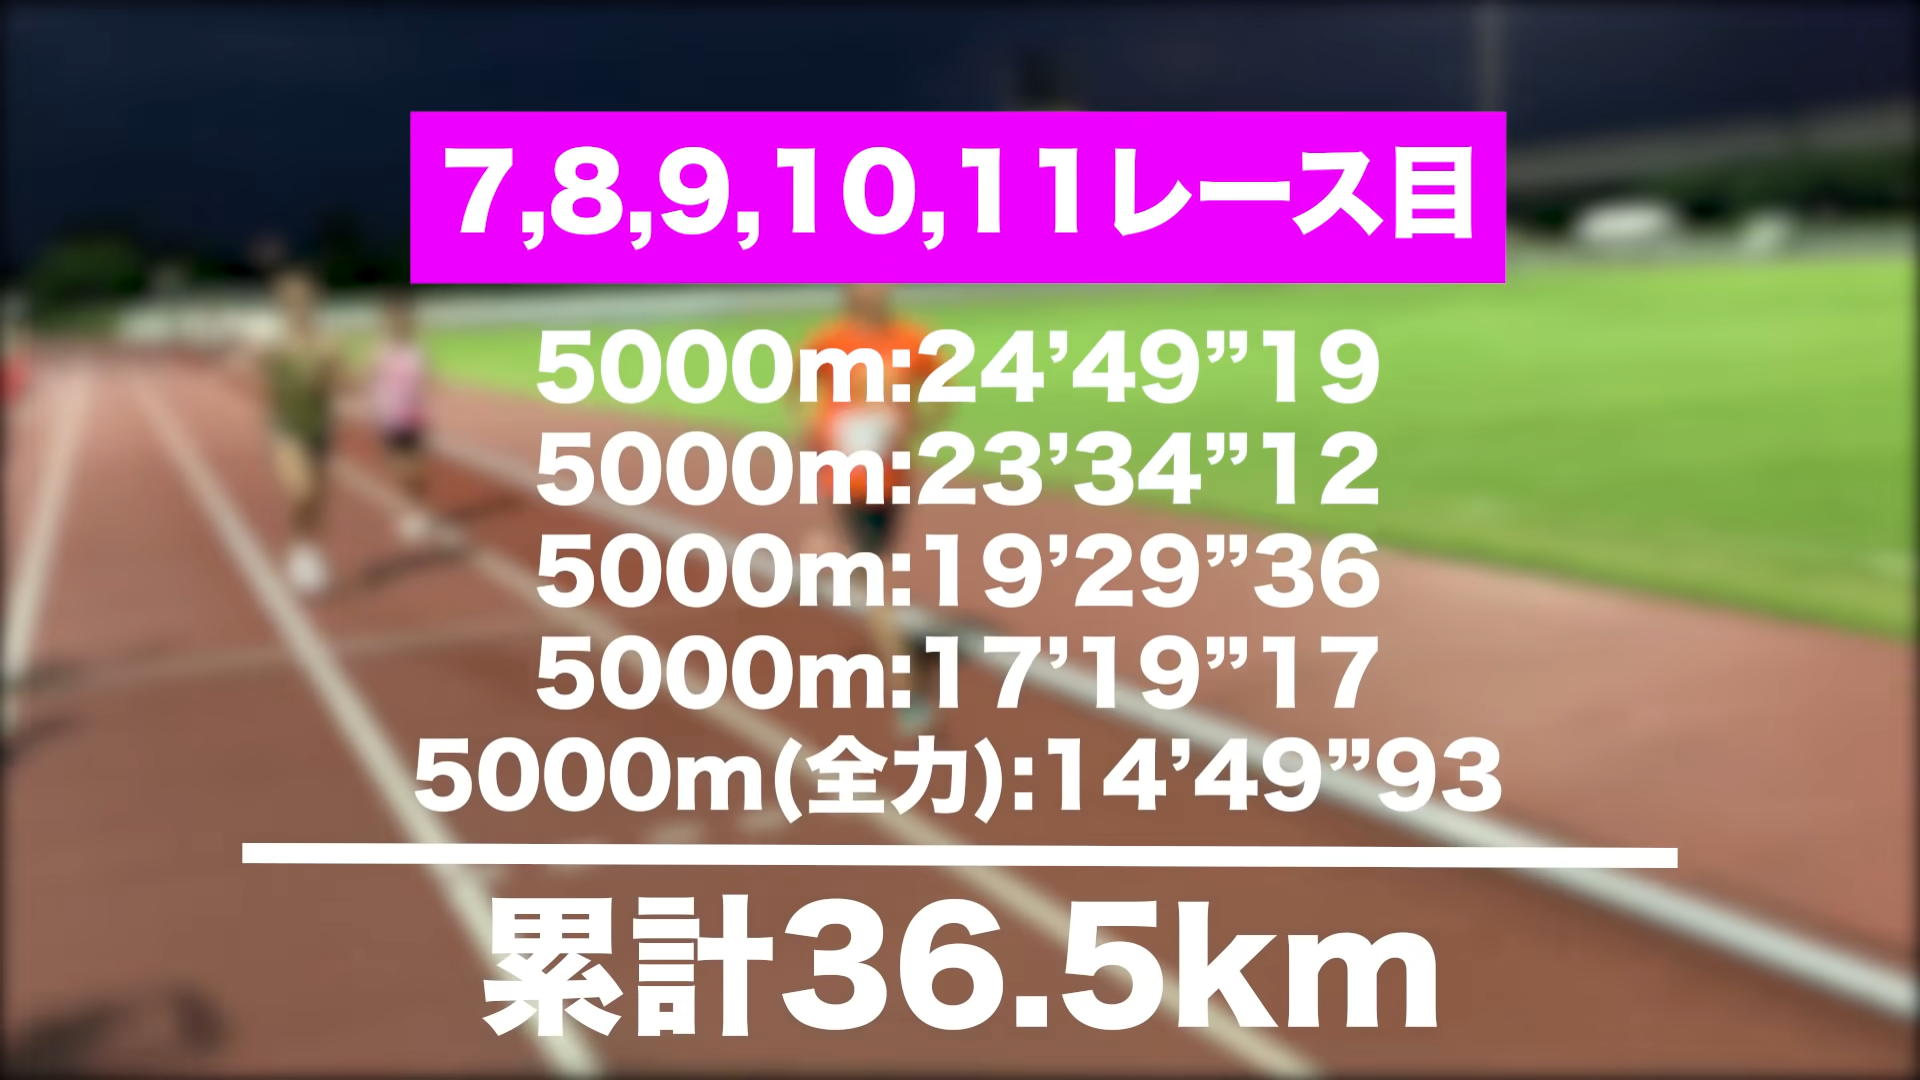 7,8,9,10,11レース目
5000m:24’49”19
5000m:23’34”12
5000m:19’29”36
5000m:17’19”17
5000m(全力):14’49”93
累計36.5km